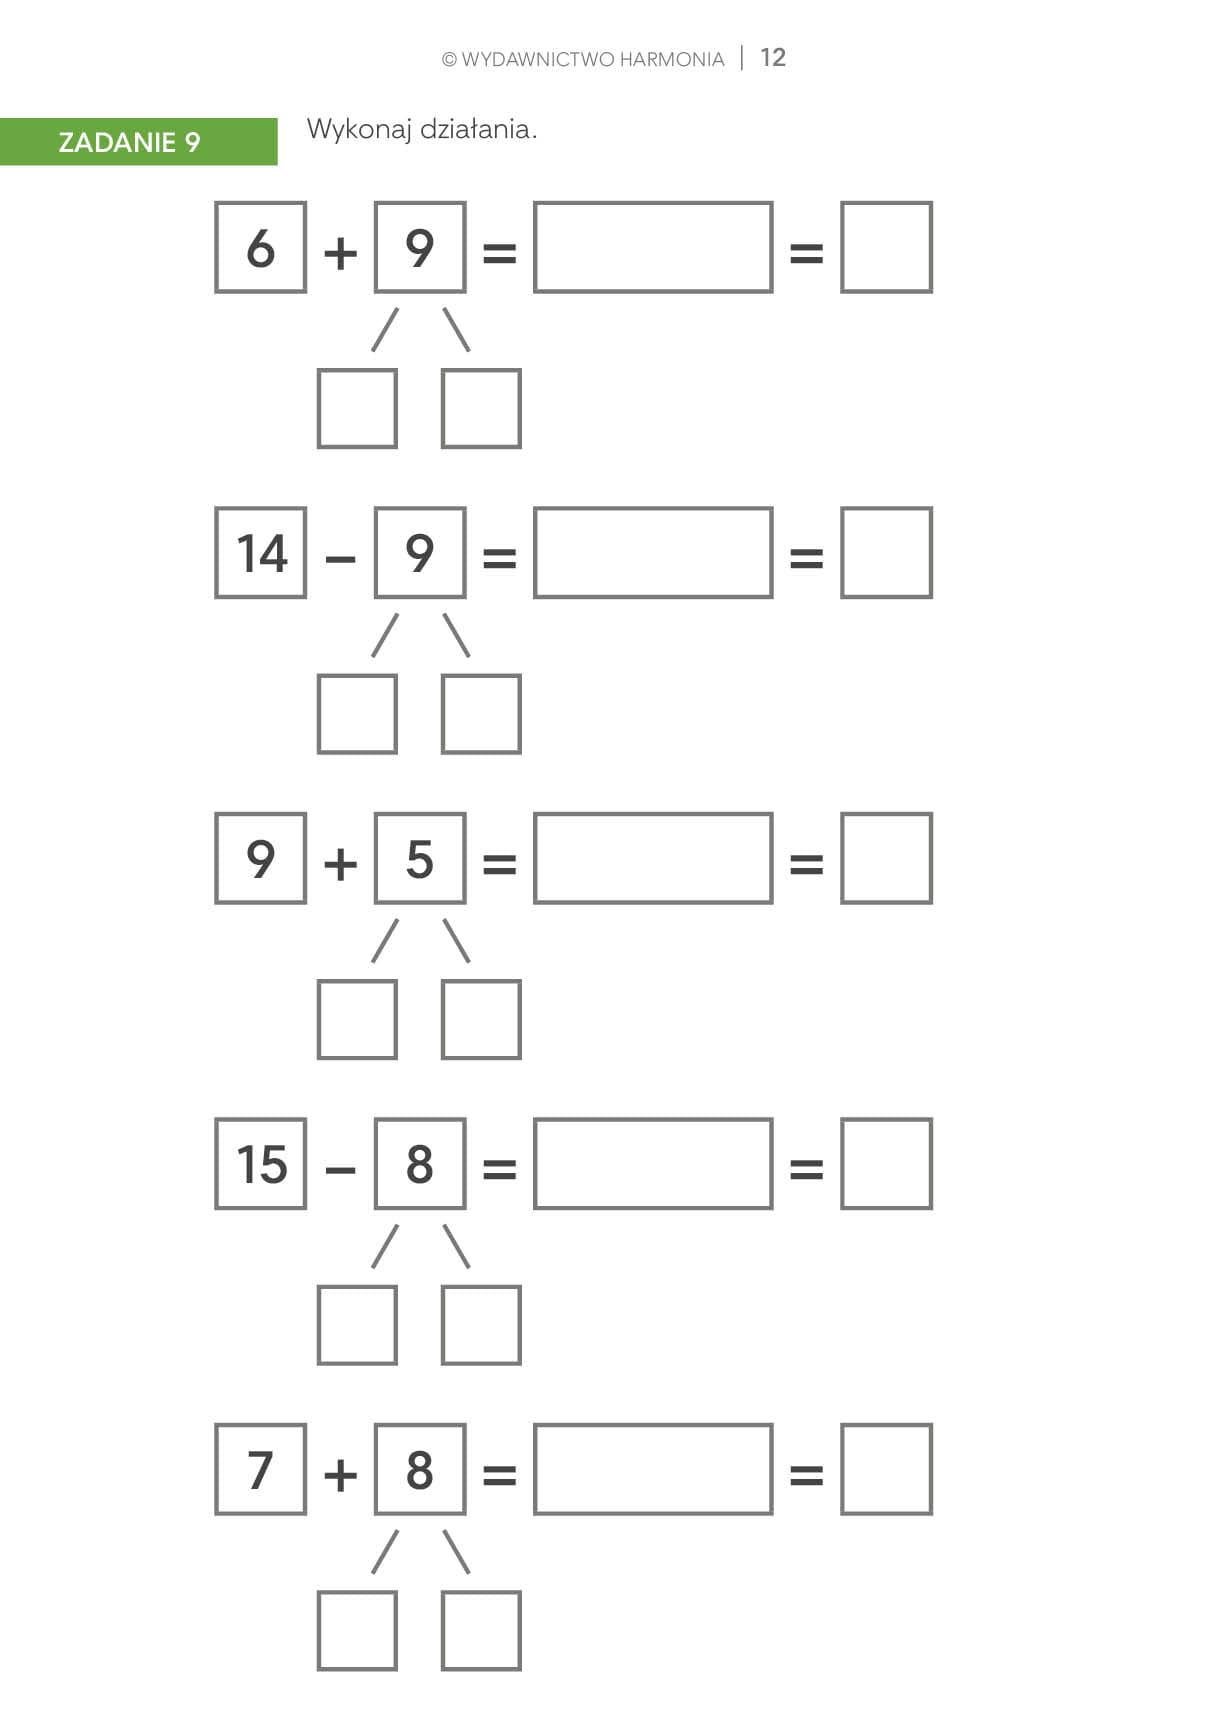 © WYDAWNICTWO HARMONIA | 12
ZADANIE 9
Wykonaj działania.
6 + 9 = =
14 – 9 = =
9 + 5 = =
15 – 8 = =
7 + 8 = =